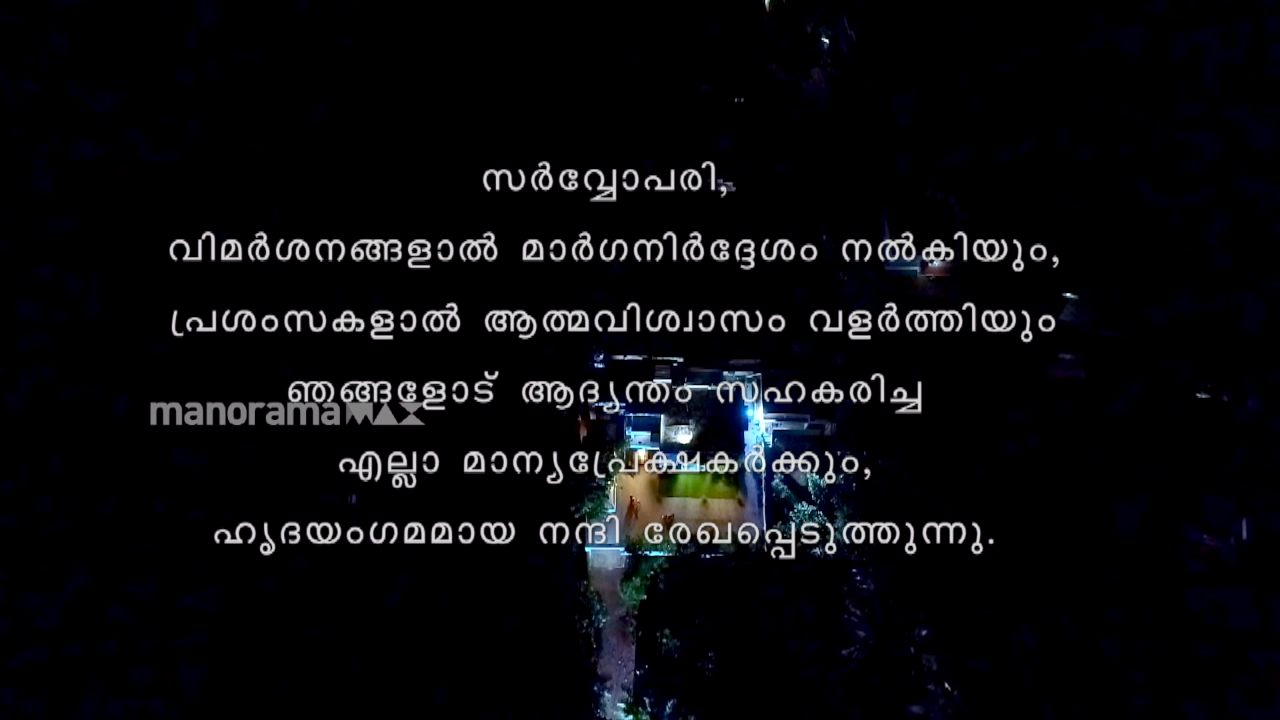 സർവ്വോപരി,
വിമർശനങ്ങളാൽ മാർഗനിർദ്ദേശം നൽകിയും,
പ്രശംസകളാൽ ആത്മവിശ്വാസം വളർത്തിയും
ഞങ്ങളോട് ആദ്യന്തം സഹകരിച്ച
manoramaMAX
എല്ലാ മാന്യപ്രേക്ഷകർക്കും,
ഹൃദയംഗമമായ നന്ദി രേഖപ്പെടുത്തുന്നു.